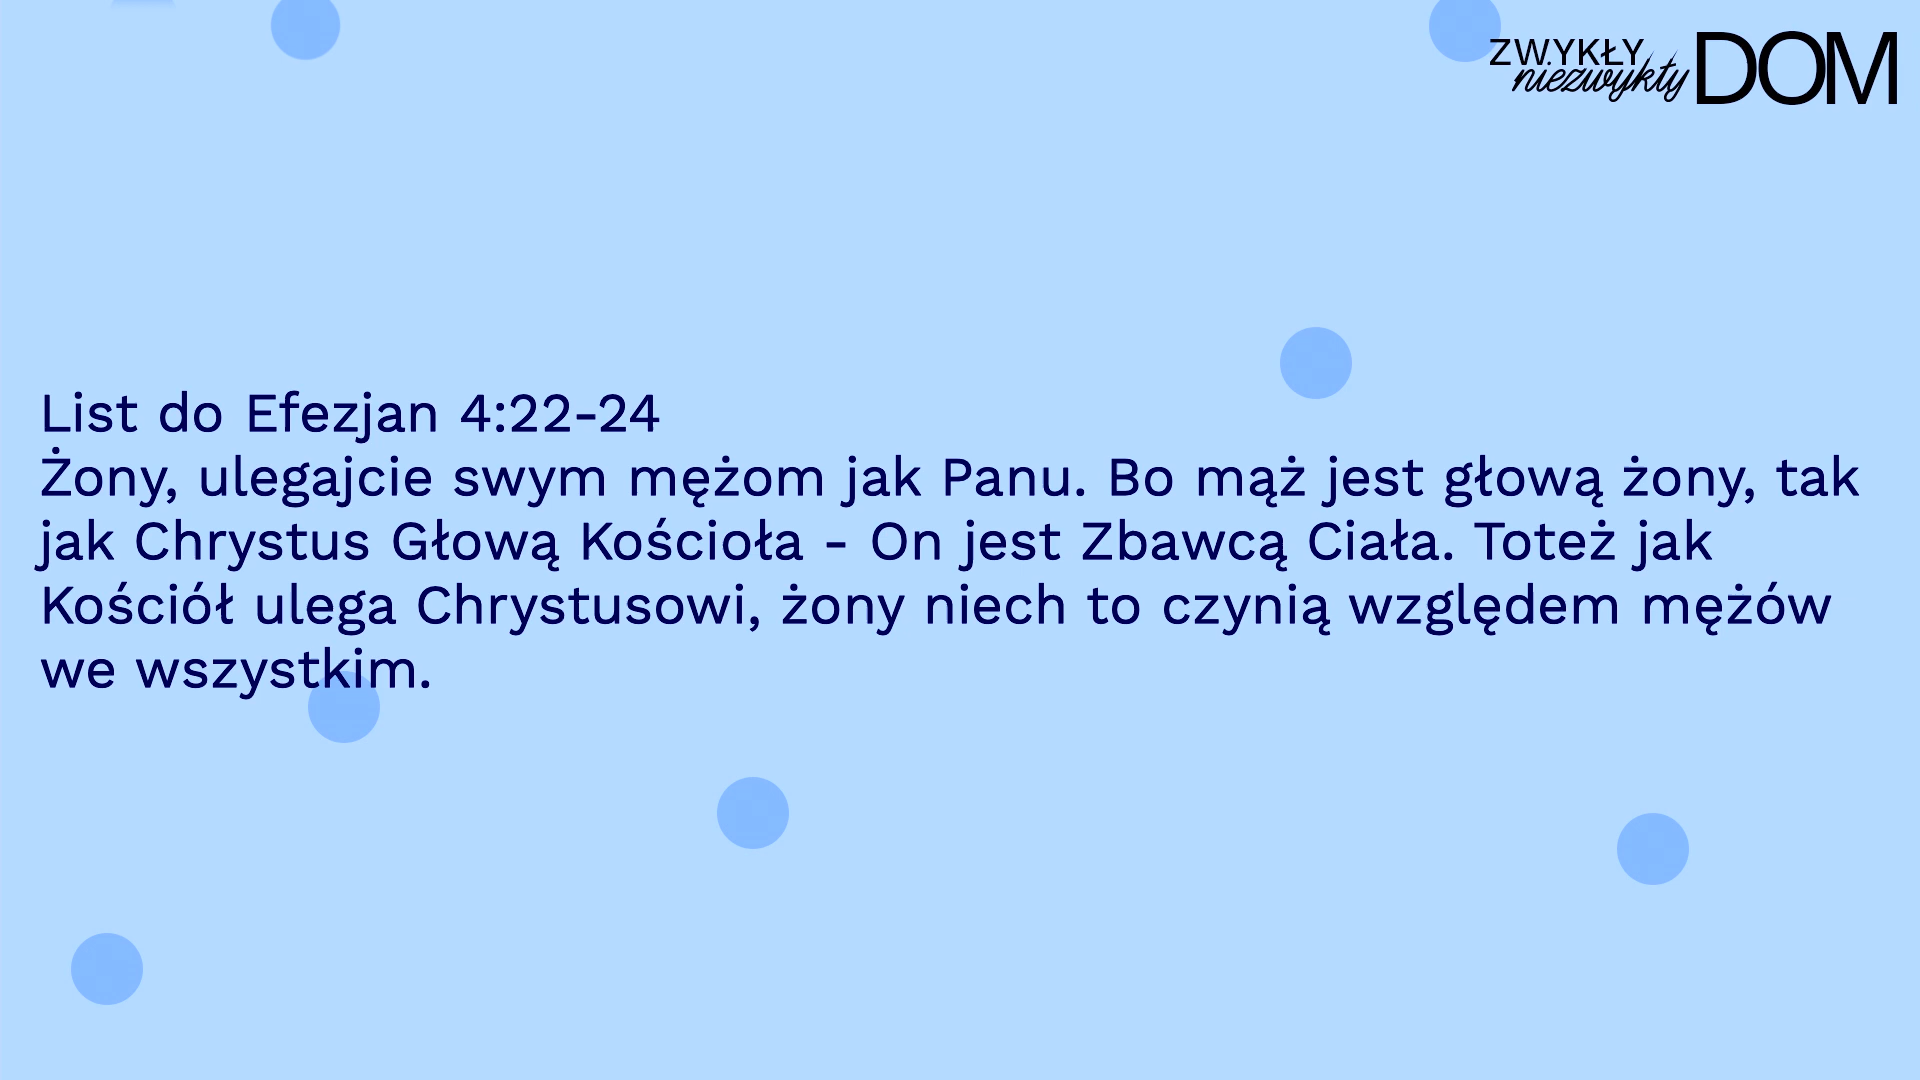 ZWYKŁY
niezwykły
DOM
List do Efezjan 4:22-24
Żony, ulegajcie swym mężom jak Panu. Bo mąż jest głową żony, tak
jak Chrystus Głową Kościoła - On jest Zbawcą Ciała. Toteż jak
Kościół ulega Chrystusowi, żony niech to czynią względem mężów
we wszystkim.